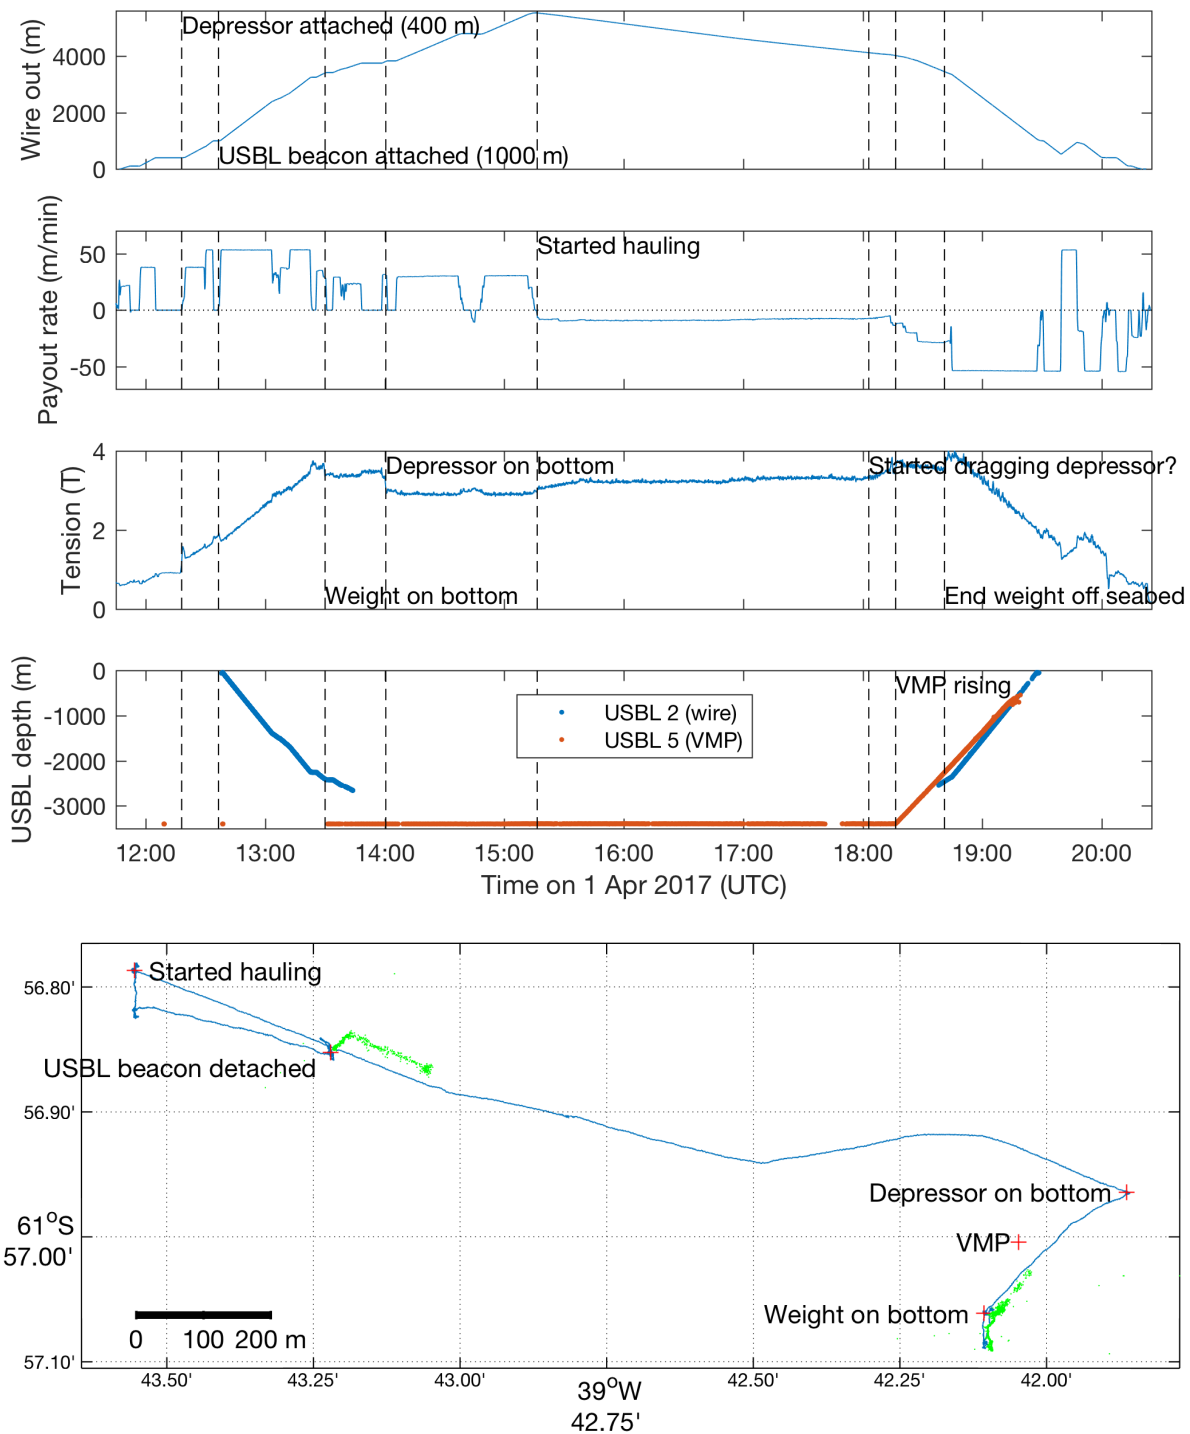 Depressor attached (400 m)
Wire out (m)
4000
2000
0
USBL beacon attached (1000 m)
Payout rate (m/min)
50
0
-50
Started hauling
Tension (T)
4
2
0
Depressor on bottom
Started dragging depressor?
Weight on bottom
End weight off seabed
USBL depth (m)
0
-1000
-2000
-3000
VMP rising
USBL 2 (wire)
USBL 5 (VMP)
12:00 13:00 14:00 15:00 16:00 17:00 18:00 19:00 20:00
Time on 1 Apr 2017 (UTC)
Started hauling
56.80'
USBL beacon detached
56.90'
Depressor on bottom
61°S
57.00'
VMP
Weight on bottom
0 100 200 m
57.10'
43.50' 43.25' 43.00' 42.50' 42.25' 42.00'
39°W
42.75'